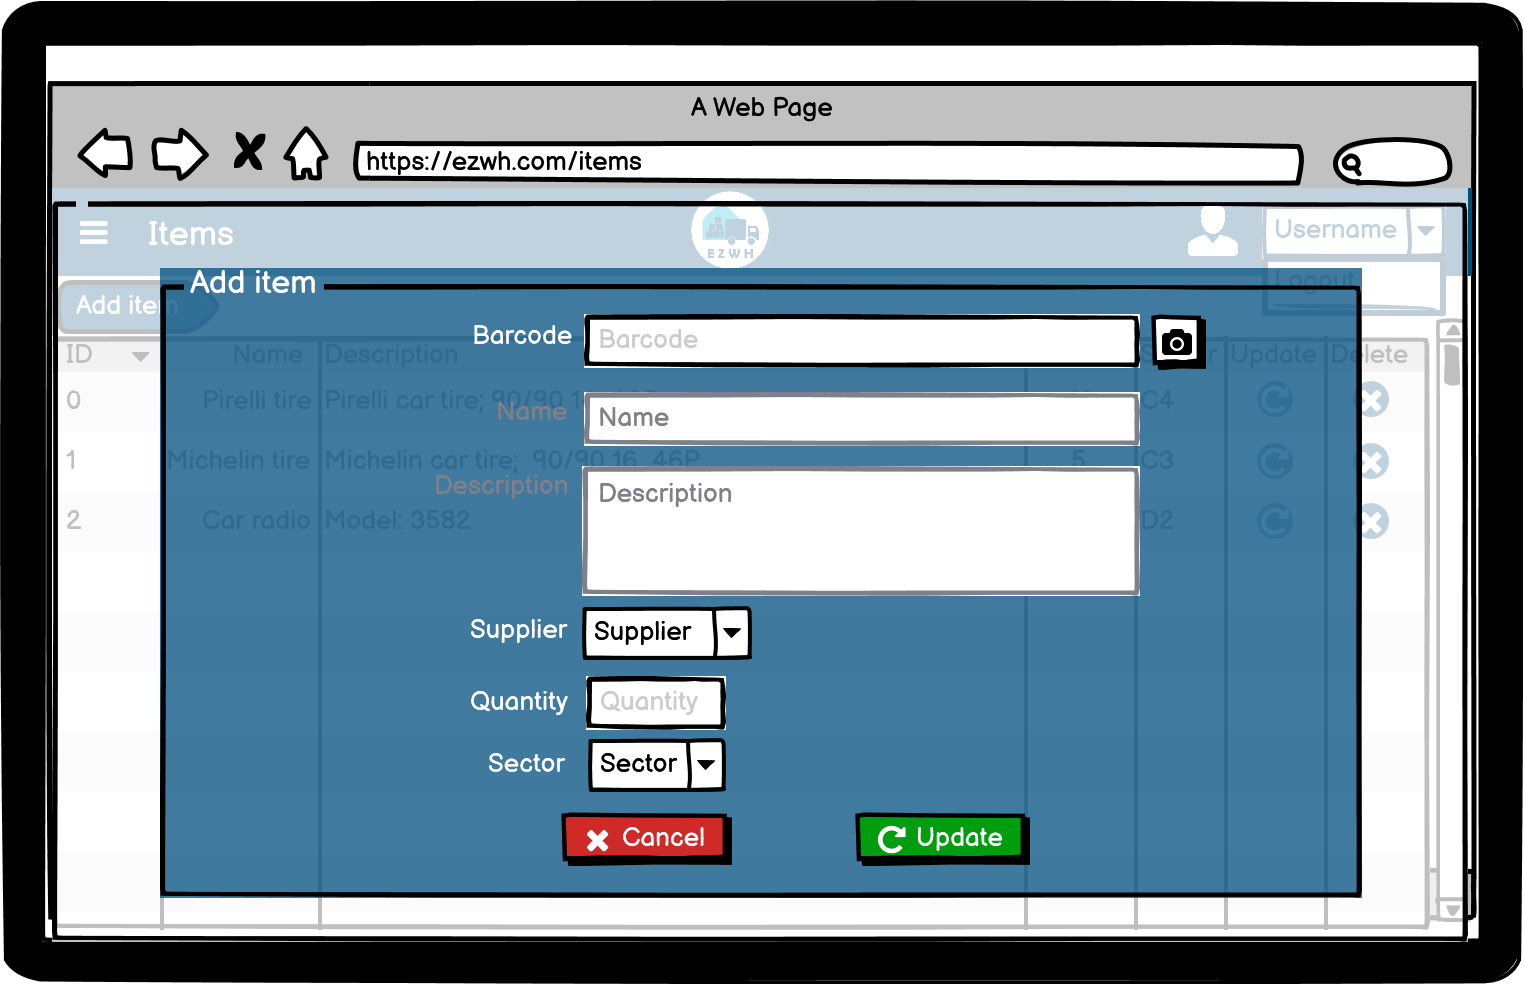 A Web Page
https://ezwh.com/items
Items
EZWH
Username
Logout
Add item
Add item
Barcode
Barcode
ID
Name
Description
Update
Delete
0
Pirelli tire
Pirelli car tire; 90/90
C4
Name
Name
1
Michelin tire
Michelin car tire; 90/90 16, 46P
5
C3
Description
Description
2
Car radio
Model: 3582
D2
Supplier
Supplier
Quantity
Quantity
Sector
Sector
Cancel
Update